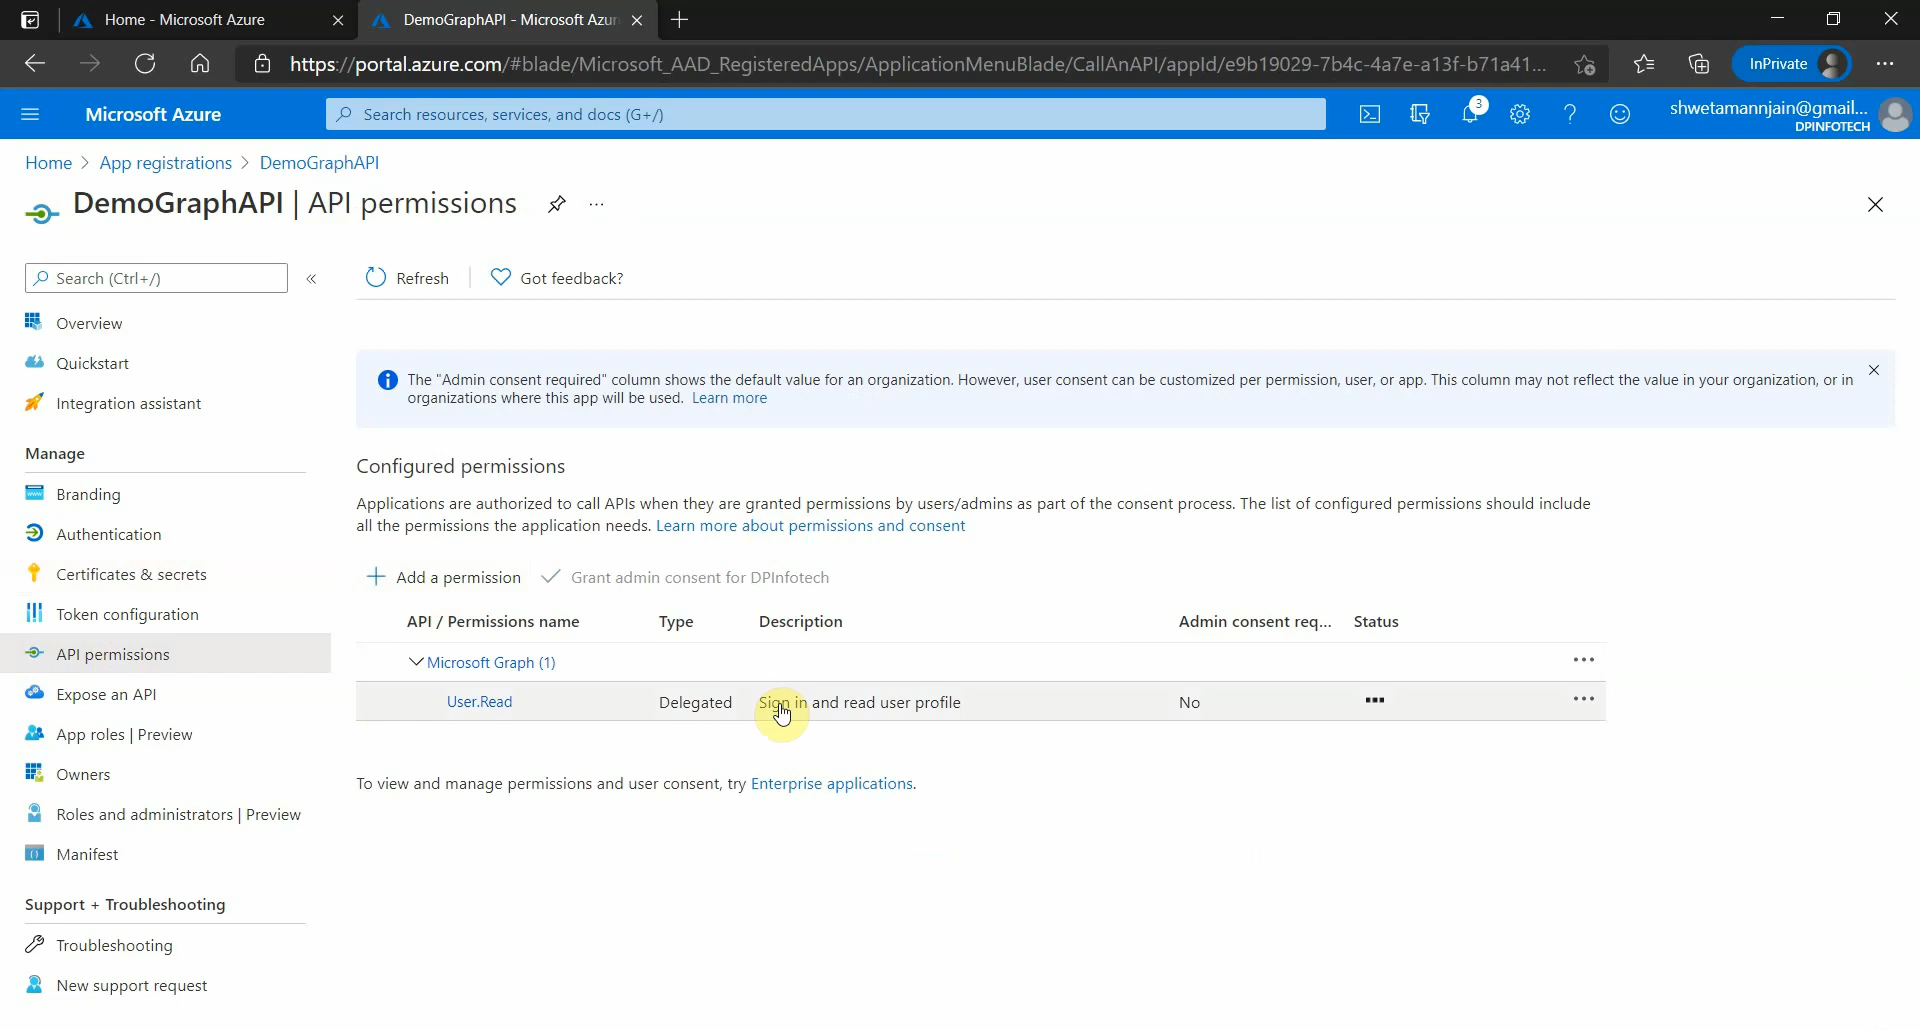 Home - Microsoft Azure
DemoGraphAPI - Microsoft Azu
https://portal.azure.com/#blade/Microsoft_AAD_RegisteredApps/ApplicationMenuBlade/CallAnAPI/appId/e9b19029-7b4c-4a7e-a13f-b71a41...
InPrivate
Microsoft Azure
Search resources, services, and docs (G+/)
3
shwetamannjain@gmail...
DPINFOTECH
Home > App registrations > DemoGraphAPI
DemoGraphAPI | API permissions
Search (Ctrl+/)
Refresh
Got feedback?
Overview
Quickstart
Integration assistant
Manage
Branding
Authentication
Certificates & secrets
Token configuration
API permissions
Expose an API
App roles | Preview
Owners
Roles and administrators | Preview
Manifest
Support + Troubleshooting
Troubleshooting
New support request
The "Admin consent required" column shows the default value for an organization. However, user consent can be customized per permission, user, or app. This column may not reflect the value in your organization, or in
organizations where this app will be used. Learn more
Configured permissions
Applications are authorized to call APIs when they are granted permissions by users/admins as part of the consent process. The list of configured permissions should include
all the permissions the application needs. Learn more about permissions and consent
Add a permission
Grant admin consent for DPInfotech
API / Permissions name Type Description Admin consent req... Status
Microsoft Graph (1)
User.Read Delegated Sign in and read user profile No
To view and manage permissions and user consent, try Enterprise applications.